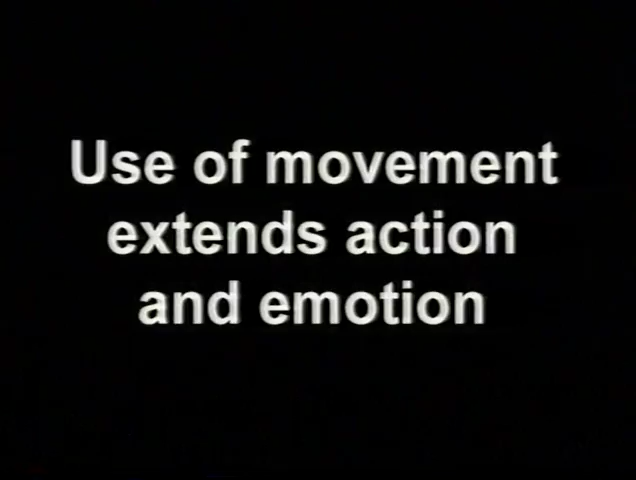 Use of movement
extends action
and emotion